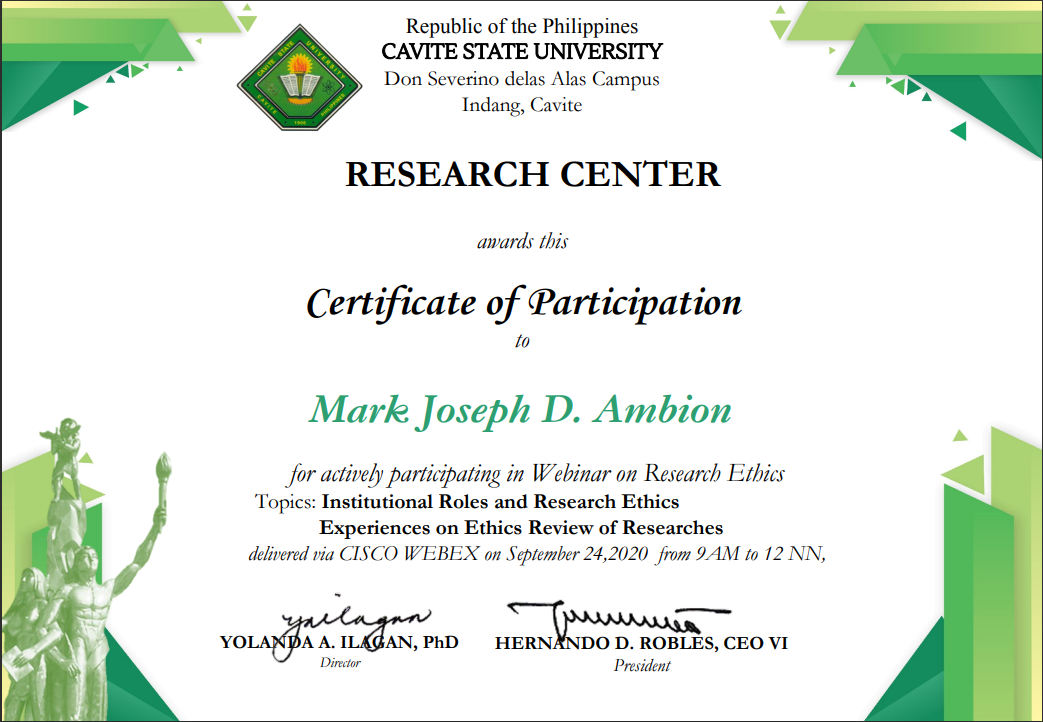 Republic of the Philippines
CAVITE STATE UNIVERSITY
Don Severino delas Alas Campus
Indang, Cavite
CAVITE STATE UNIVERSITY
CAVITE PHILIPPINES
1906
RESEARCH CENTER
awards this
Certificate of Participation
to
Mark Joseph D. Ambion
for actively participating in Webinar on Research Ethics
Topics: Institutional Roles and Research Ethics
Experiences on Ethics Review of Researches
delivered via CISCO WEBEX on September 24,2020 from 9AM to 12 NN,
yailagan
YOLANDA A. ILAGAN, PhD
HERNANDO D. ROBLES, CEO VI
Director
President